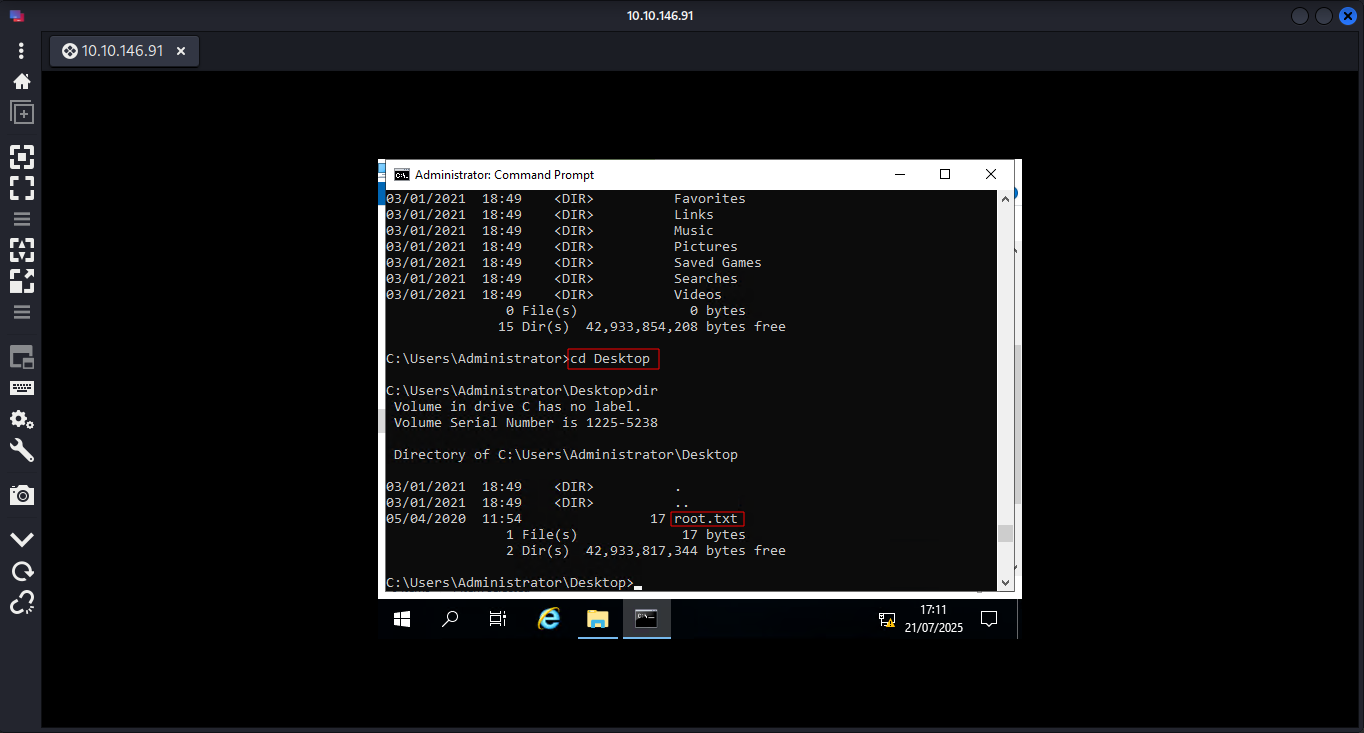 10.10.146.91
10.10.146.91
Administrator: Command Prompt
03/01/2021  18:49    <DIR>          Favorites
03/01/2021  18:49    <DIR>          Links
03/01/2021  18:49    <DIR>          Music
03/01/2021  18:49    <DIR>          Pictures
03/01/2021  18:49    <DIR>          Saved Games
03/01/2021  18:49    <DIR>          Searches
03/01/2021  18:49    <DIR>          Videos
               0 File(s)              0 bytes
              15 Dir(s)  42,933,854,208 bytes free
C:\Users\Administrator>cd Desktop
C:\Users\Administrator\Desktop>dir
 Volume in drive C has no label.
 Volume Serial Number is 1225-5238
 Directory of C:\Users\Administrator\Desktop
03/01/2021  18:49    <DIR>          .
03/01/2021  18:49    <DIR>          ..
05/04/2020  11:54                17 root.txt
               1 File(s)             17 bytes
               2 Dir(s)  42,933,817,344 bytes free
C:\Users\Administrator\Desktop>
17:11
21/07/2025